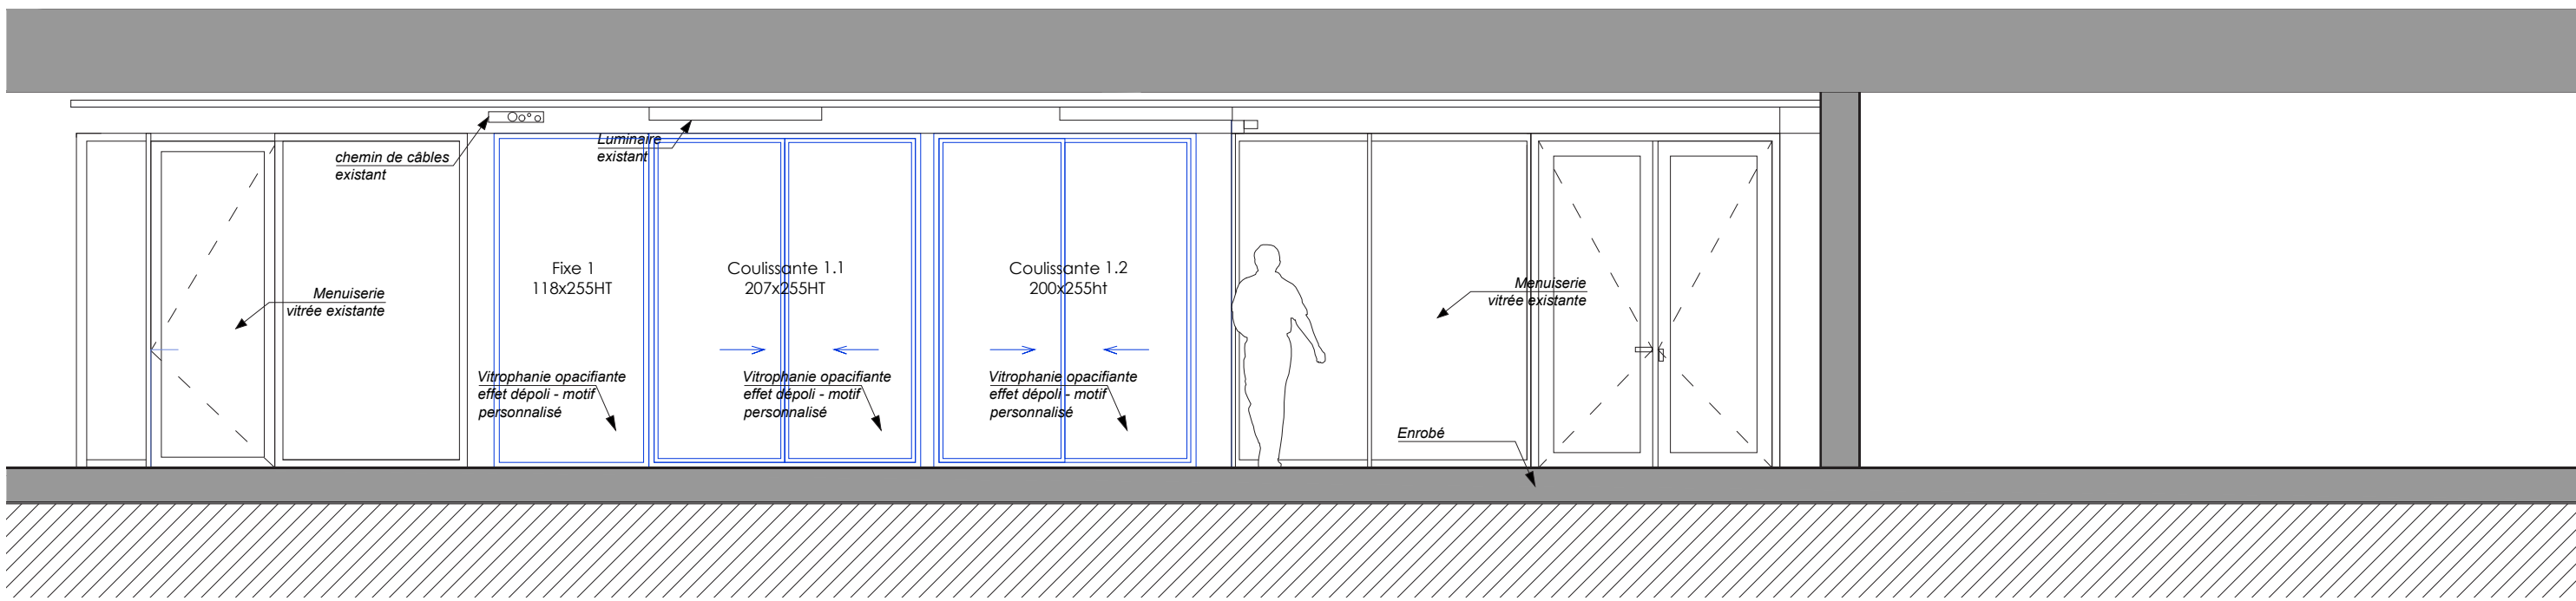 chemin de câbles
existant
Luminaire
existant
Fixe 1
118x255HT
Coulissante 1.1
207x255HT
Coulissante 1.2
200x255ht
Menuiserie
vitrée existante
Menuiserie
vitrée existante
Vitrophanie opacifiante
effet dépoli - motif
personnalisé
Vitrophanie opacifiante
effet dépoli - motif
personnalisé
Vitrophanie opacifiante
effet dépoli - motif
personnalisé
Enrobé